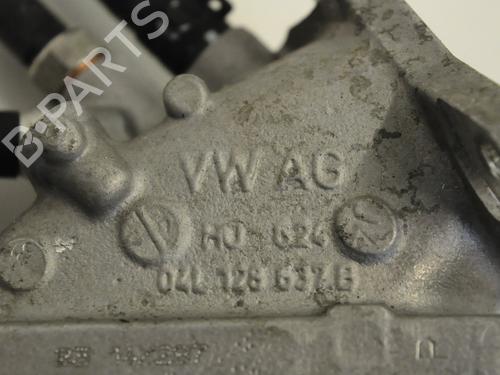 B-PARTS
VW AG
HU-624
04L 128 637 E